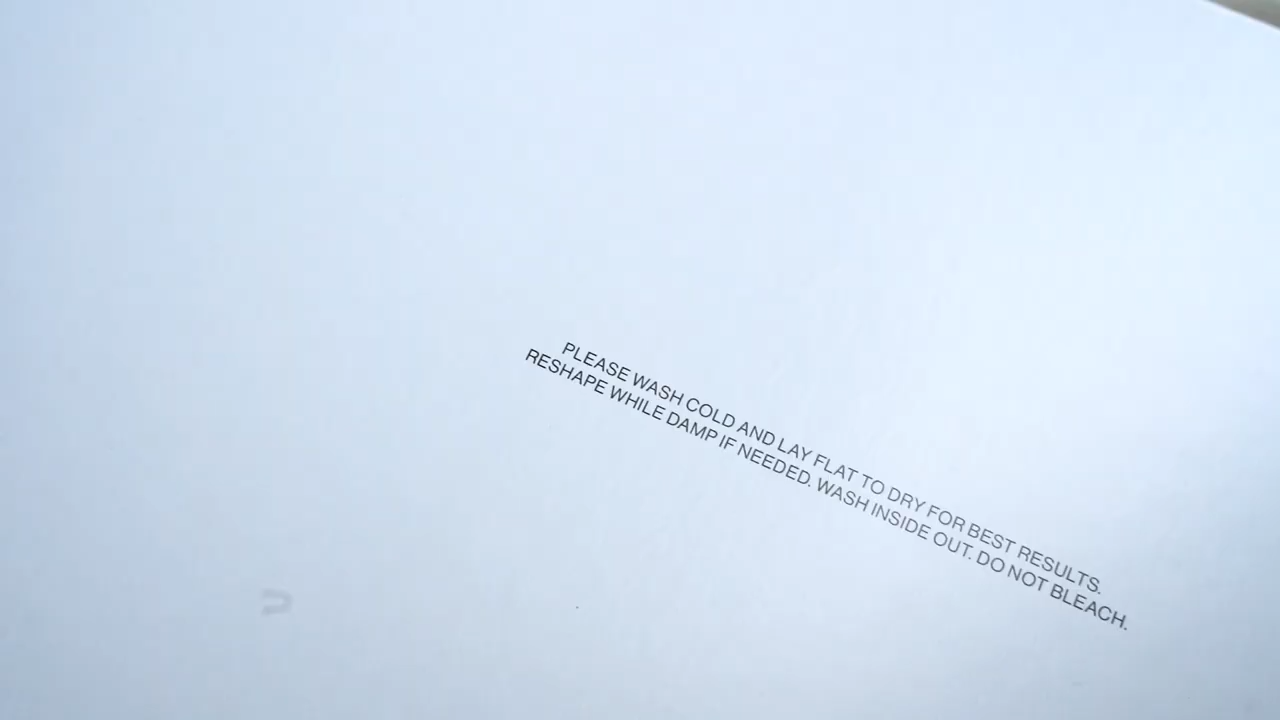 PLEASE WASH COLD AND LAY FLAT TO DRY FOR BEST RESULTS.
RESHAPE WHILE DAMP IF NEEDED. WASH INSIDE OUT. DO NOT BLEACH.